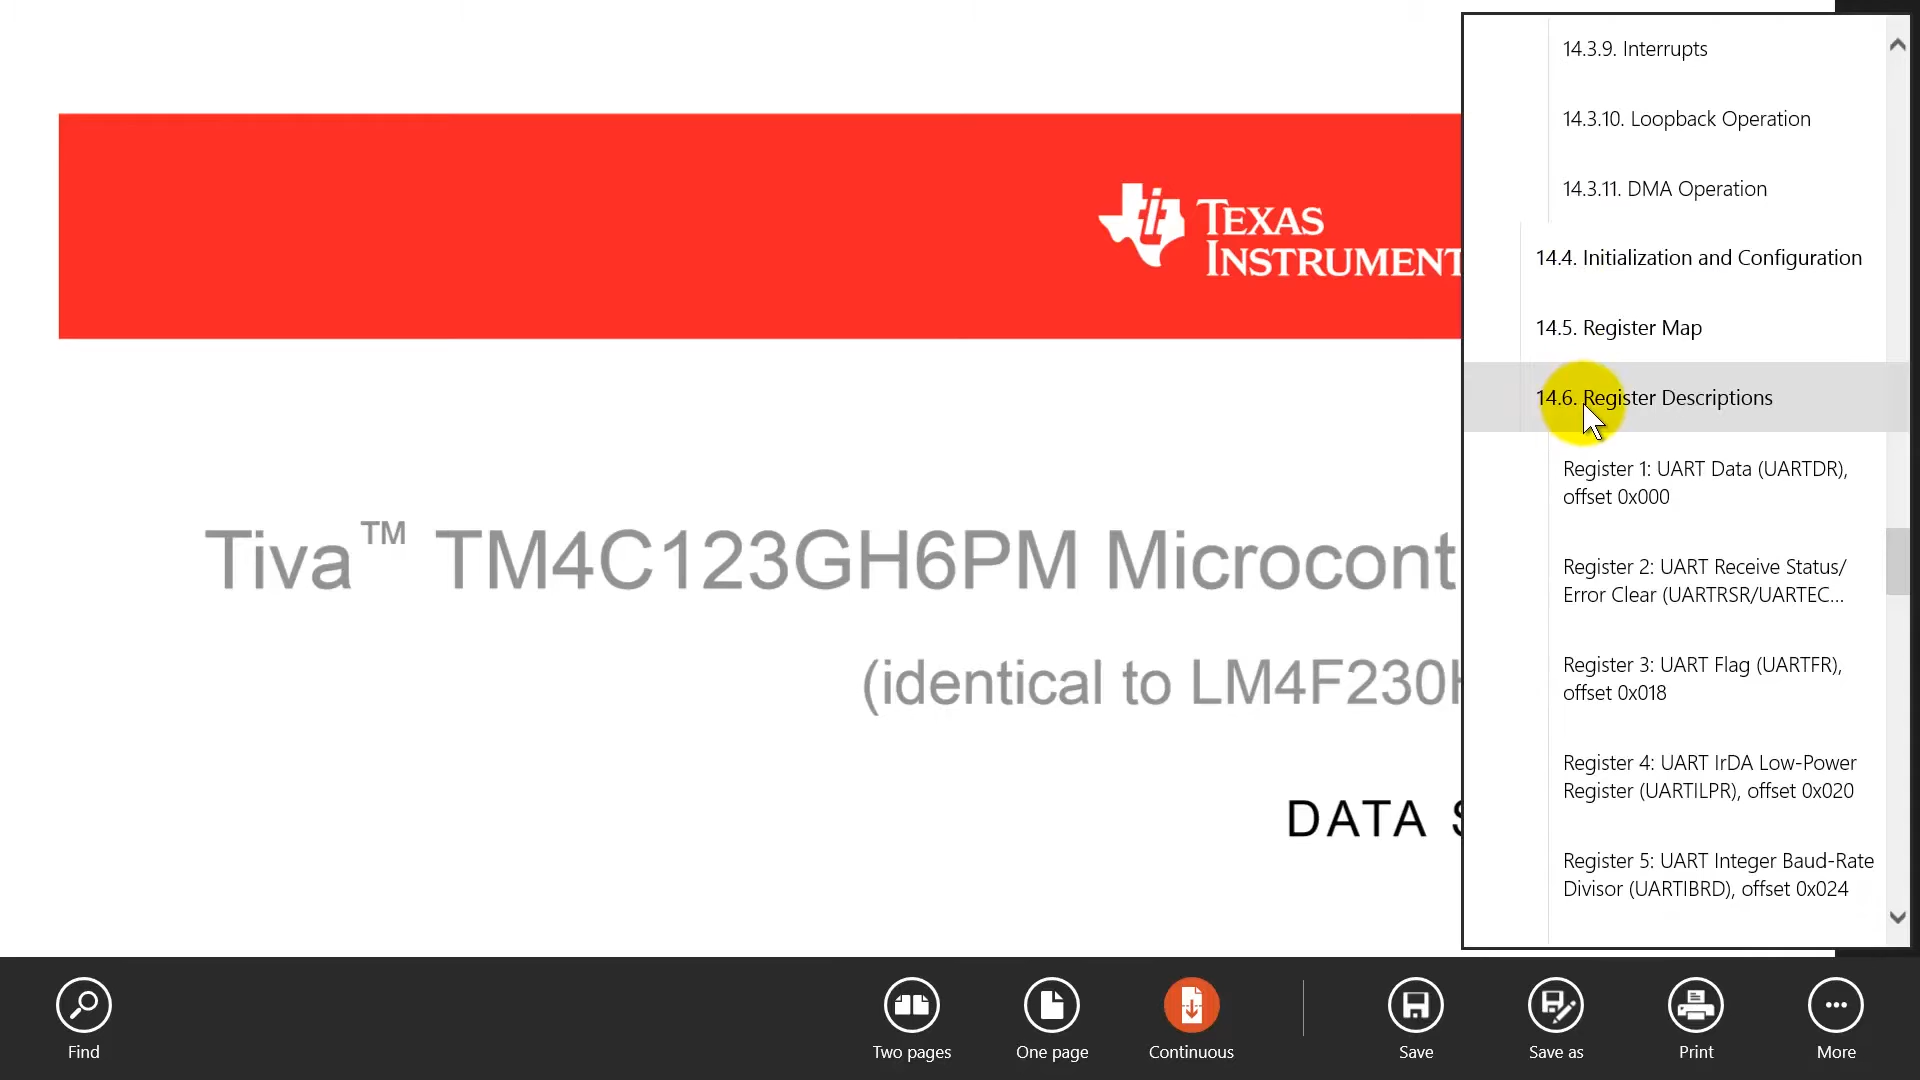 TEXAS
INSTRUMENT
Tiva™ TM4C123GH6PM Microcont
(identical to LM4F230
DATA
14.3.9. Interrupts
14.3.10. Loopback Operation
14.3.11. DMA Operation
14.4. Initialization and Configuration
14.5. Register Map
14.6. Register Descriptions
Register 1: UART Data (UARTDR),
offset 0x000
Register 2: UART Receive Status/
Error Clear (UARTRSR/UARTEC...
Register 3: UART Flag (UARTFR),
offset 0x018
Register 4: UART IrDA Low-Power
Register (UARTILPR), offset 0x020
Register 5: UART Integer Baud-Rate
Divisor (UARTIBRD), offset 0x024
Find
Two pages
One page
Continuous
Save
Save as
Print
More